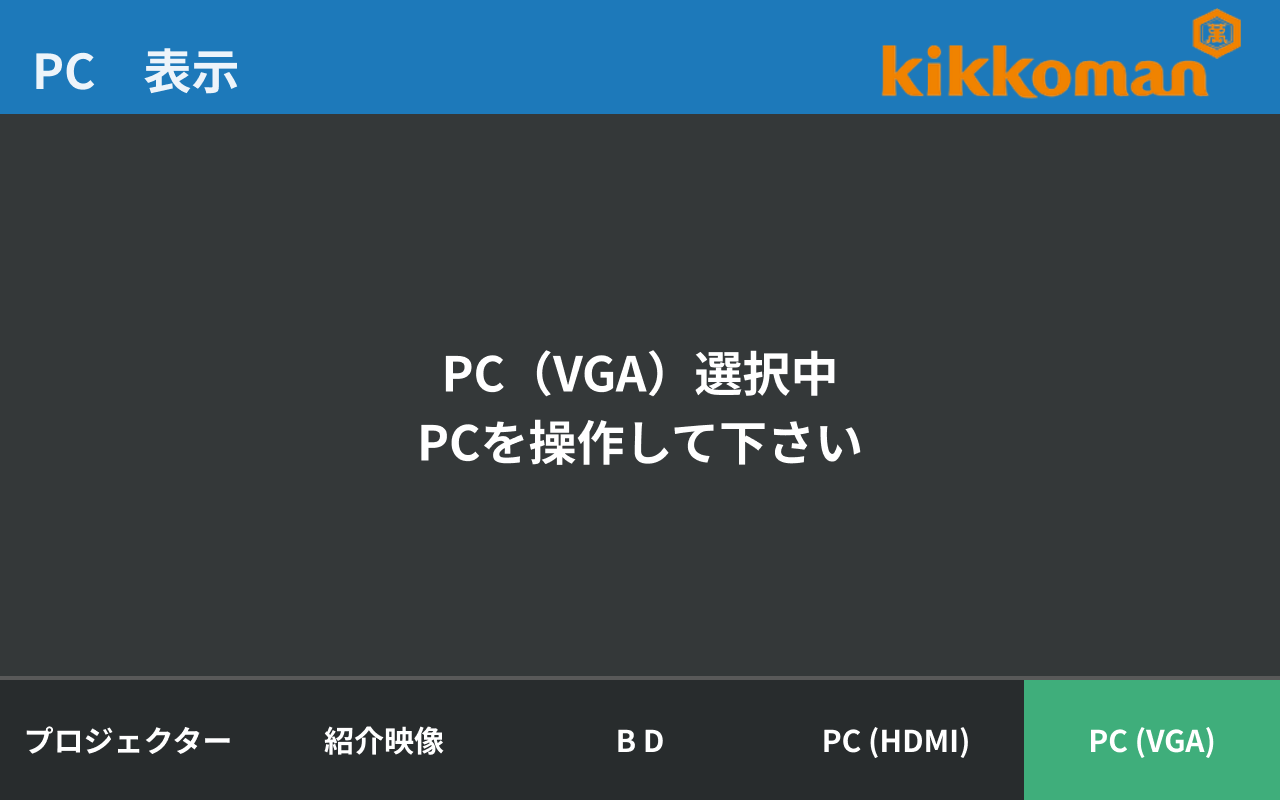 PC　表示
kikkoman
萬
PC（VGA）選択中
PCを操作して下さい
プロジェクター
紹介映像
B D
PC (HDMI)
PC (VGA)